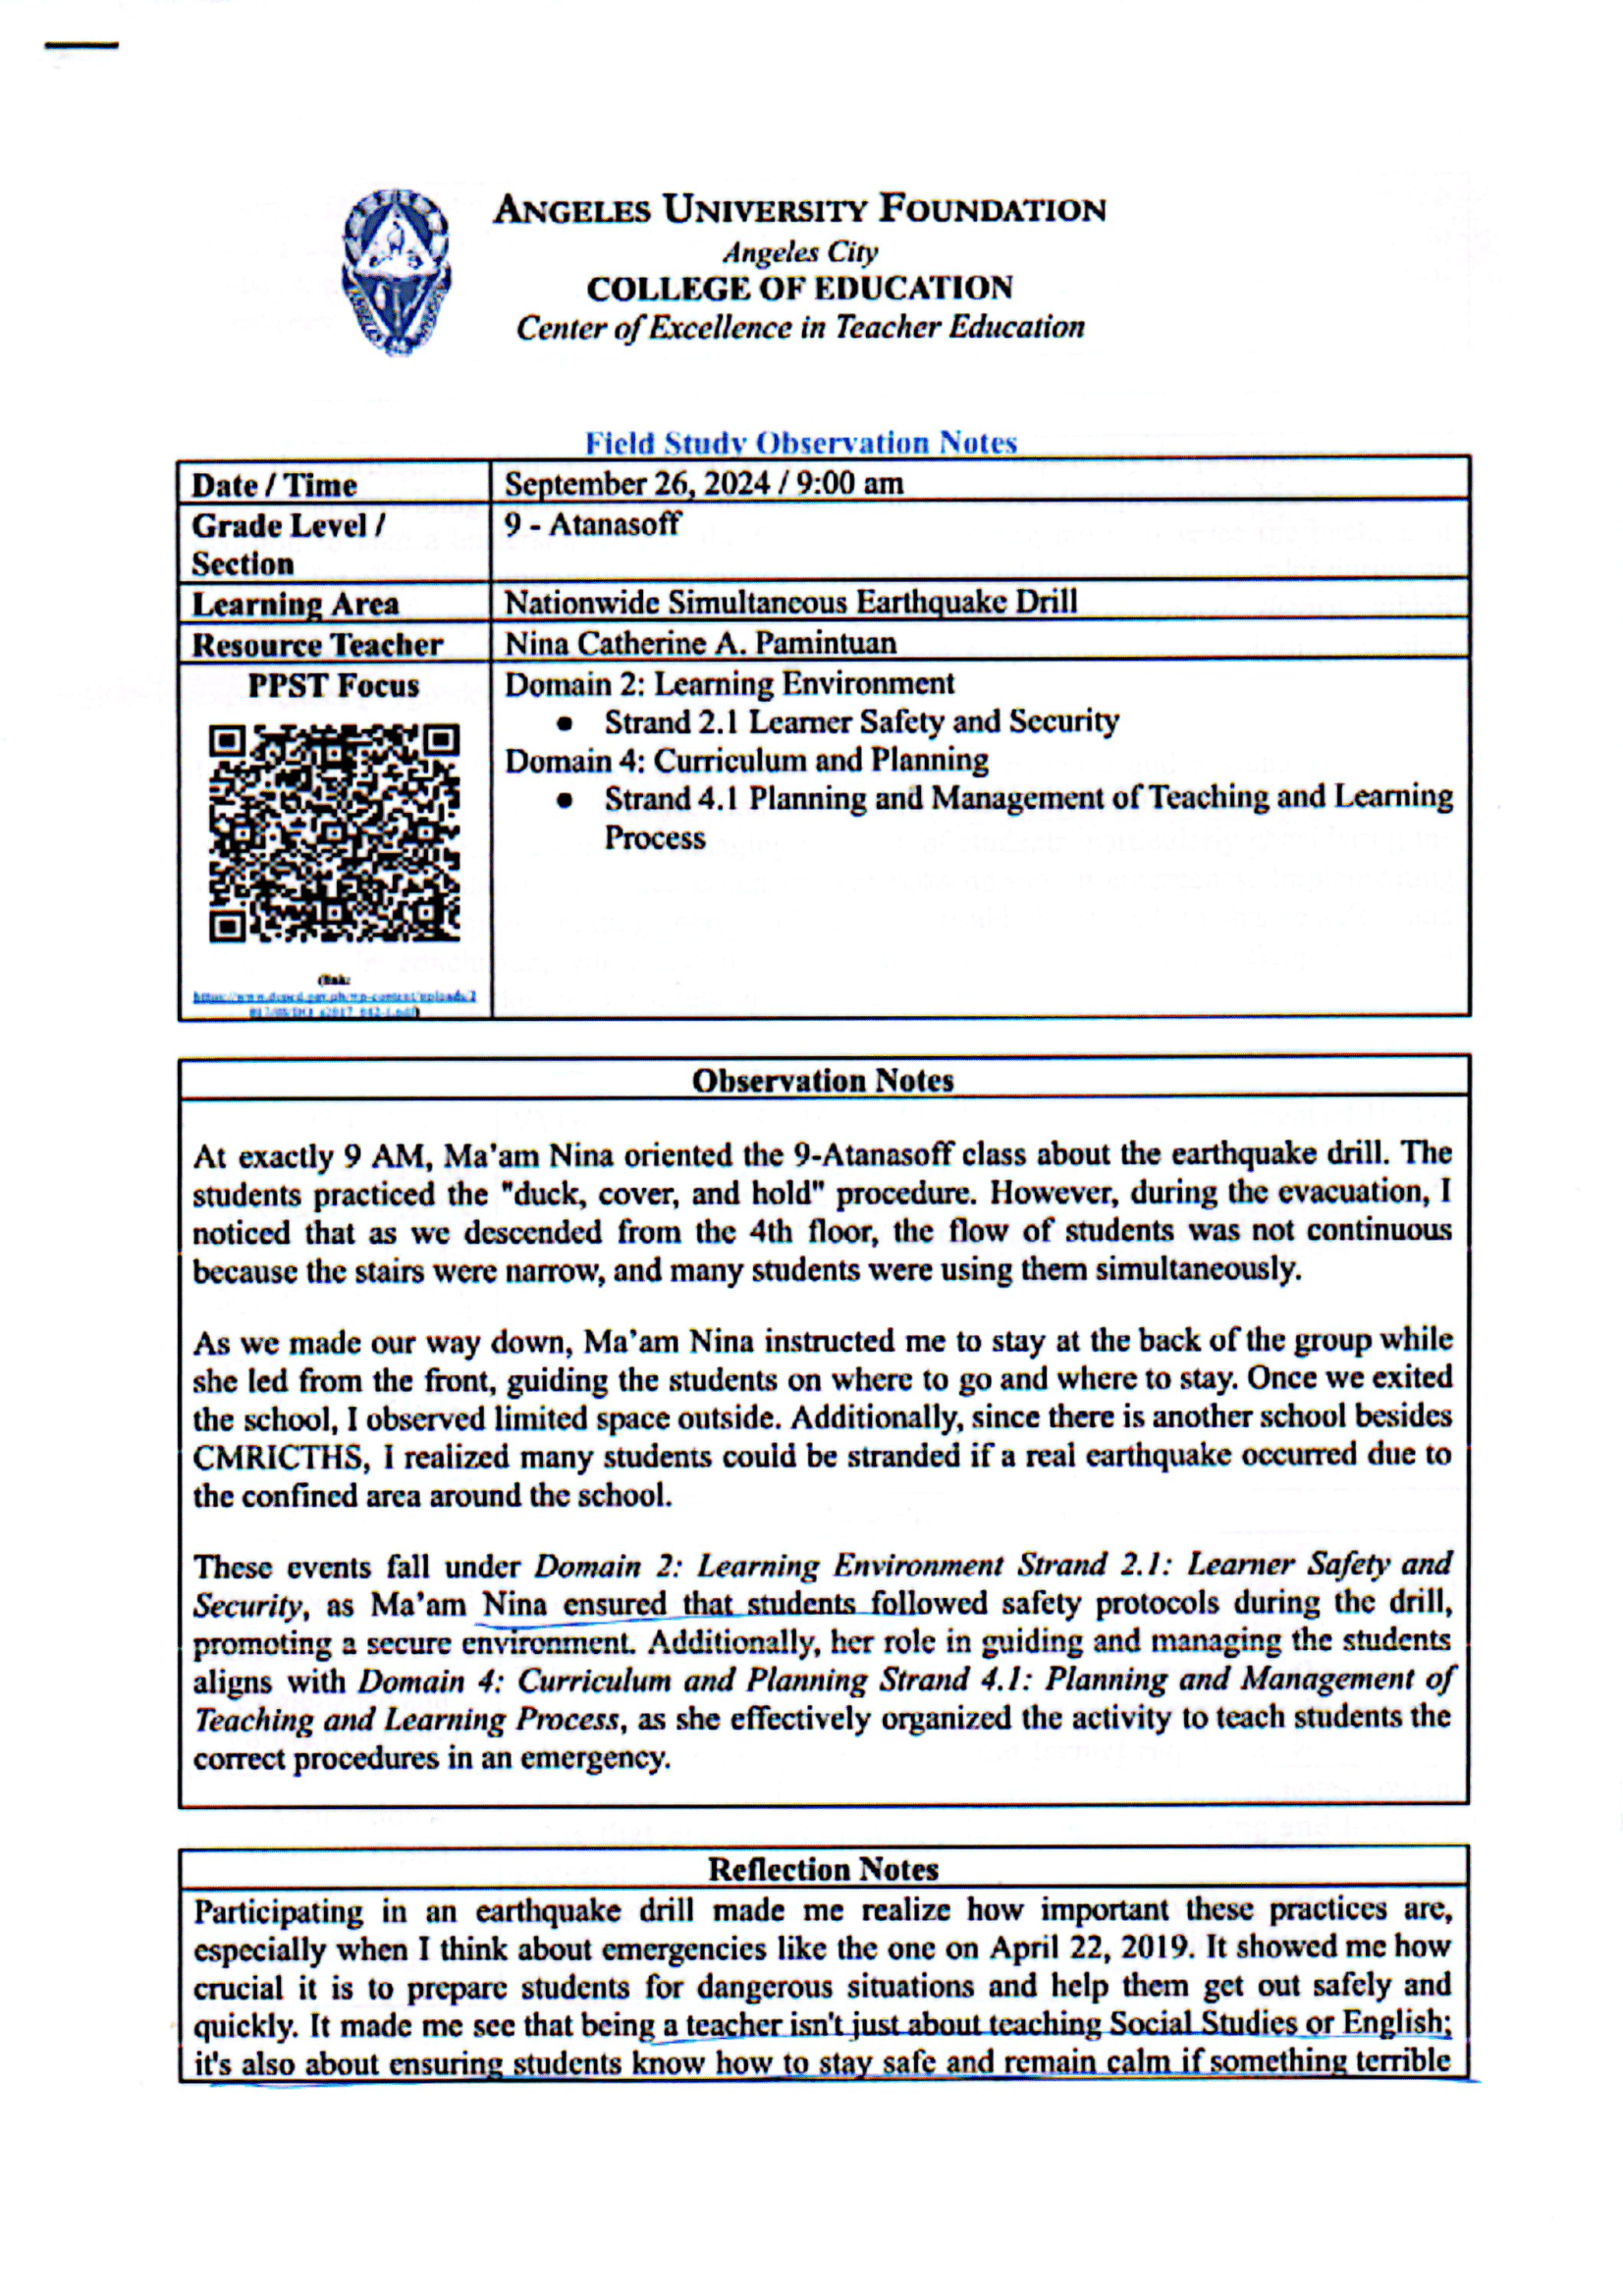 ANGELES UNIVERSITY FOUNDATION
Angeles City
COLLEGE OF EDUCATION
Center of Excellence in Teacher Education
Field Study Observation Notes
Date / Time September 26, 2024 / 9:00 am
Grade Level / 9 - Atanasoff
Section
Learning Area Nationwide Simultaneous Earthquake Drill
Resource Teacher Nina Catherine A. Pamintuan
PPST Focus Domain 2: Learning Environment
● Strand 2.1 Learner Safety and Security
Domain 4: Curriculum and Planning
● Strand 4.1 Planning and Management of Teaching and Learning
Process
(link:
Observation Notes
At exactly 9 AM, Ma'am Nina oriented the 9-Atanasoff class about the earthquake drill. The
students practiced the "duck, cover, and hold" procedure. However, during the evacuation, I
noticed that as we descended from the 4th floor, the flow of students was not continuous
because the stairs were narrow, and many students were using them simultaneously.
As we made our way down, Ma'am Nina instructed me to stay at the back of the group while
she led from the front, guiding the students on where to go and where to stay. Once we exited
the school, I observed limited space outside. Additionally, since there is another school besides
CMRICTHS, I realized many students could be stranded if a real earthquake occurred due to
the confined area around the school.
These events fall under Domain 2: Learning Environment Strand 2.1: Learner Safety and
Security, as Ma'am Nina ensured that students followed safety protocols during the drill,
promoting a secure environment. Additionally, her role in guiding and managing the students
aligns with Domain 4: Curriculum and Planning Strand 4.1: Planning and Management of
Teaching and Learning Process, as she effectively organized the activity to teach students the
correct procedures in an emergency.
Reflection Notes
Participating in an earthquake drill made me realize how important these practices are,
especially when I think about emergencies like the one on April 22, 2019. It showed me how
crucial it is to prepare students for dangerous situations and help them get out safely and
quickly. It made me see that being a teacher isn't just about teaching Social Studies or English;
it's also about ensuring students know how to stay safe and remain calm if something terrible